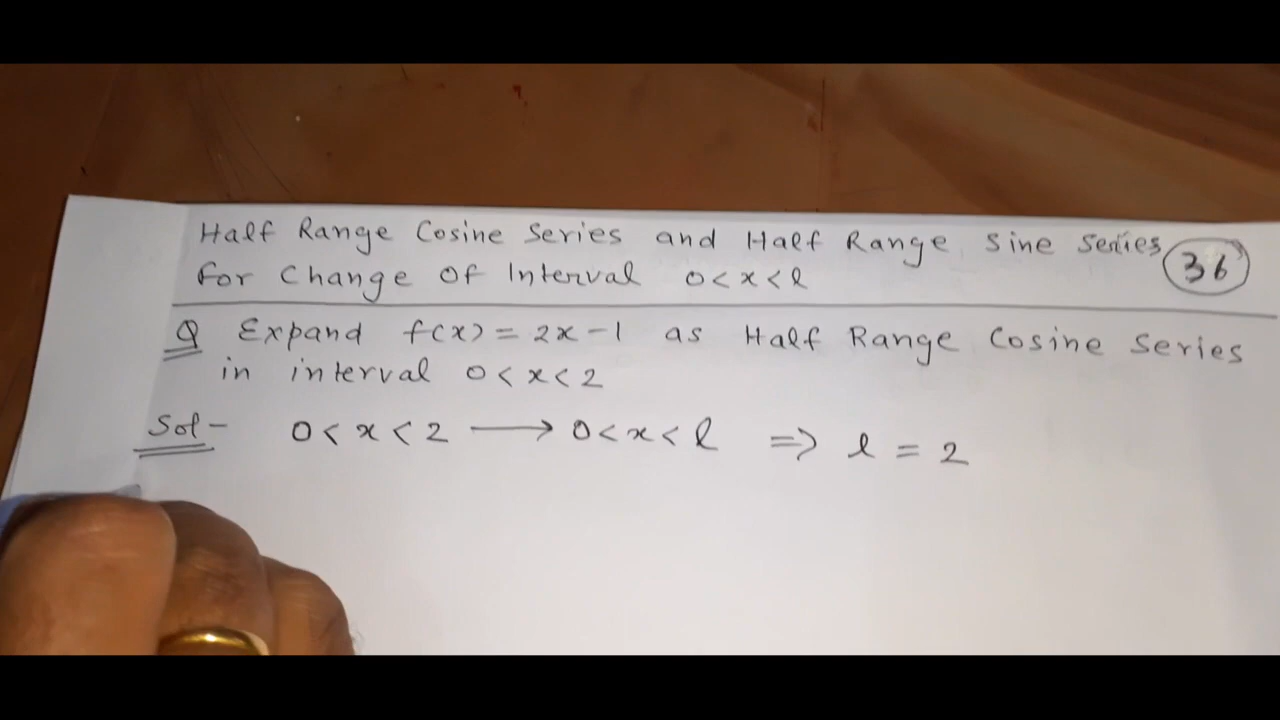 Half Range Cosine Series and Half Range Sine Series
for Change Of Interval 0<x<l
36
Q Expand f(x) = 2x-1 as Half Range Cosine Series
in interval 0<x<2
Sol- 0<x<2 ⟶ 0<x<l ⇒ l = 2